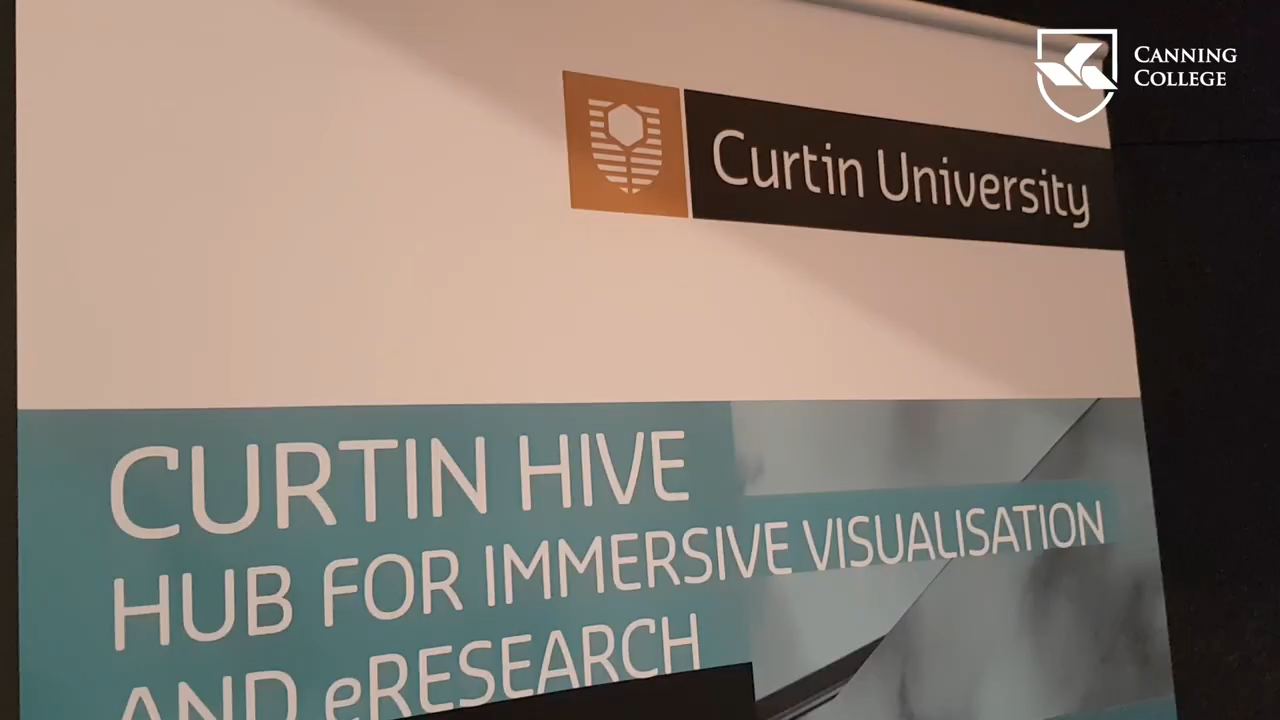 CANNING
COLLEGE
Curtin University
CURTIN HIVE
HUB FOR IMMERSIVE VISUALISATION
AND eRESEARCH